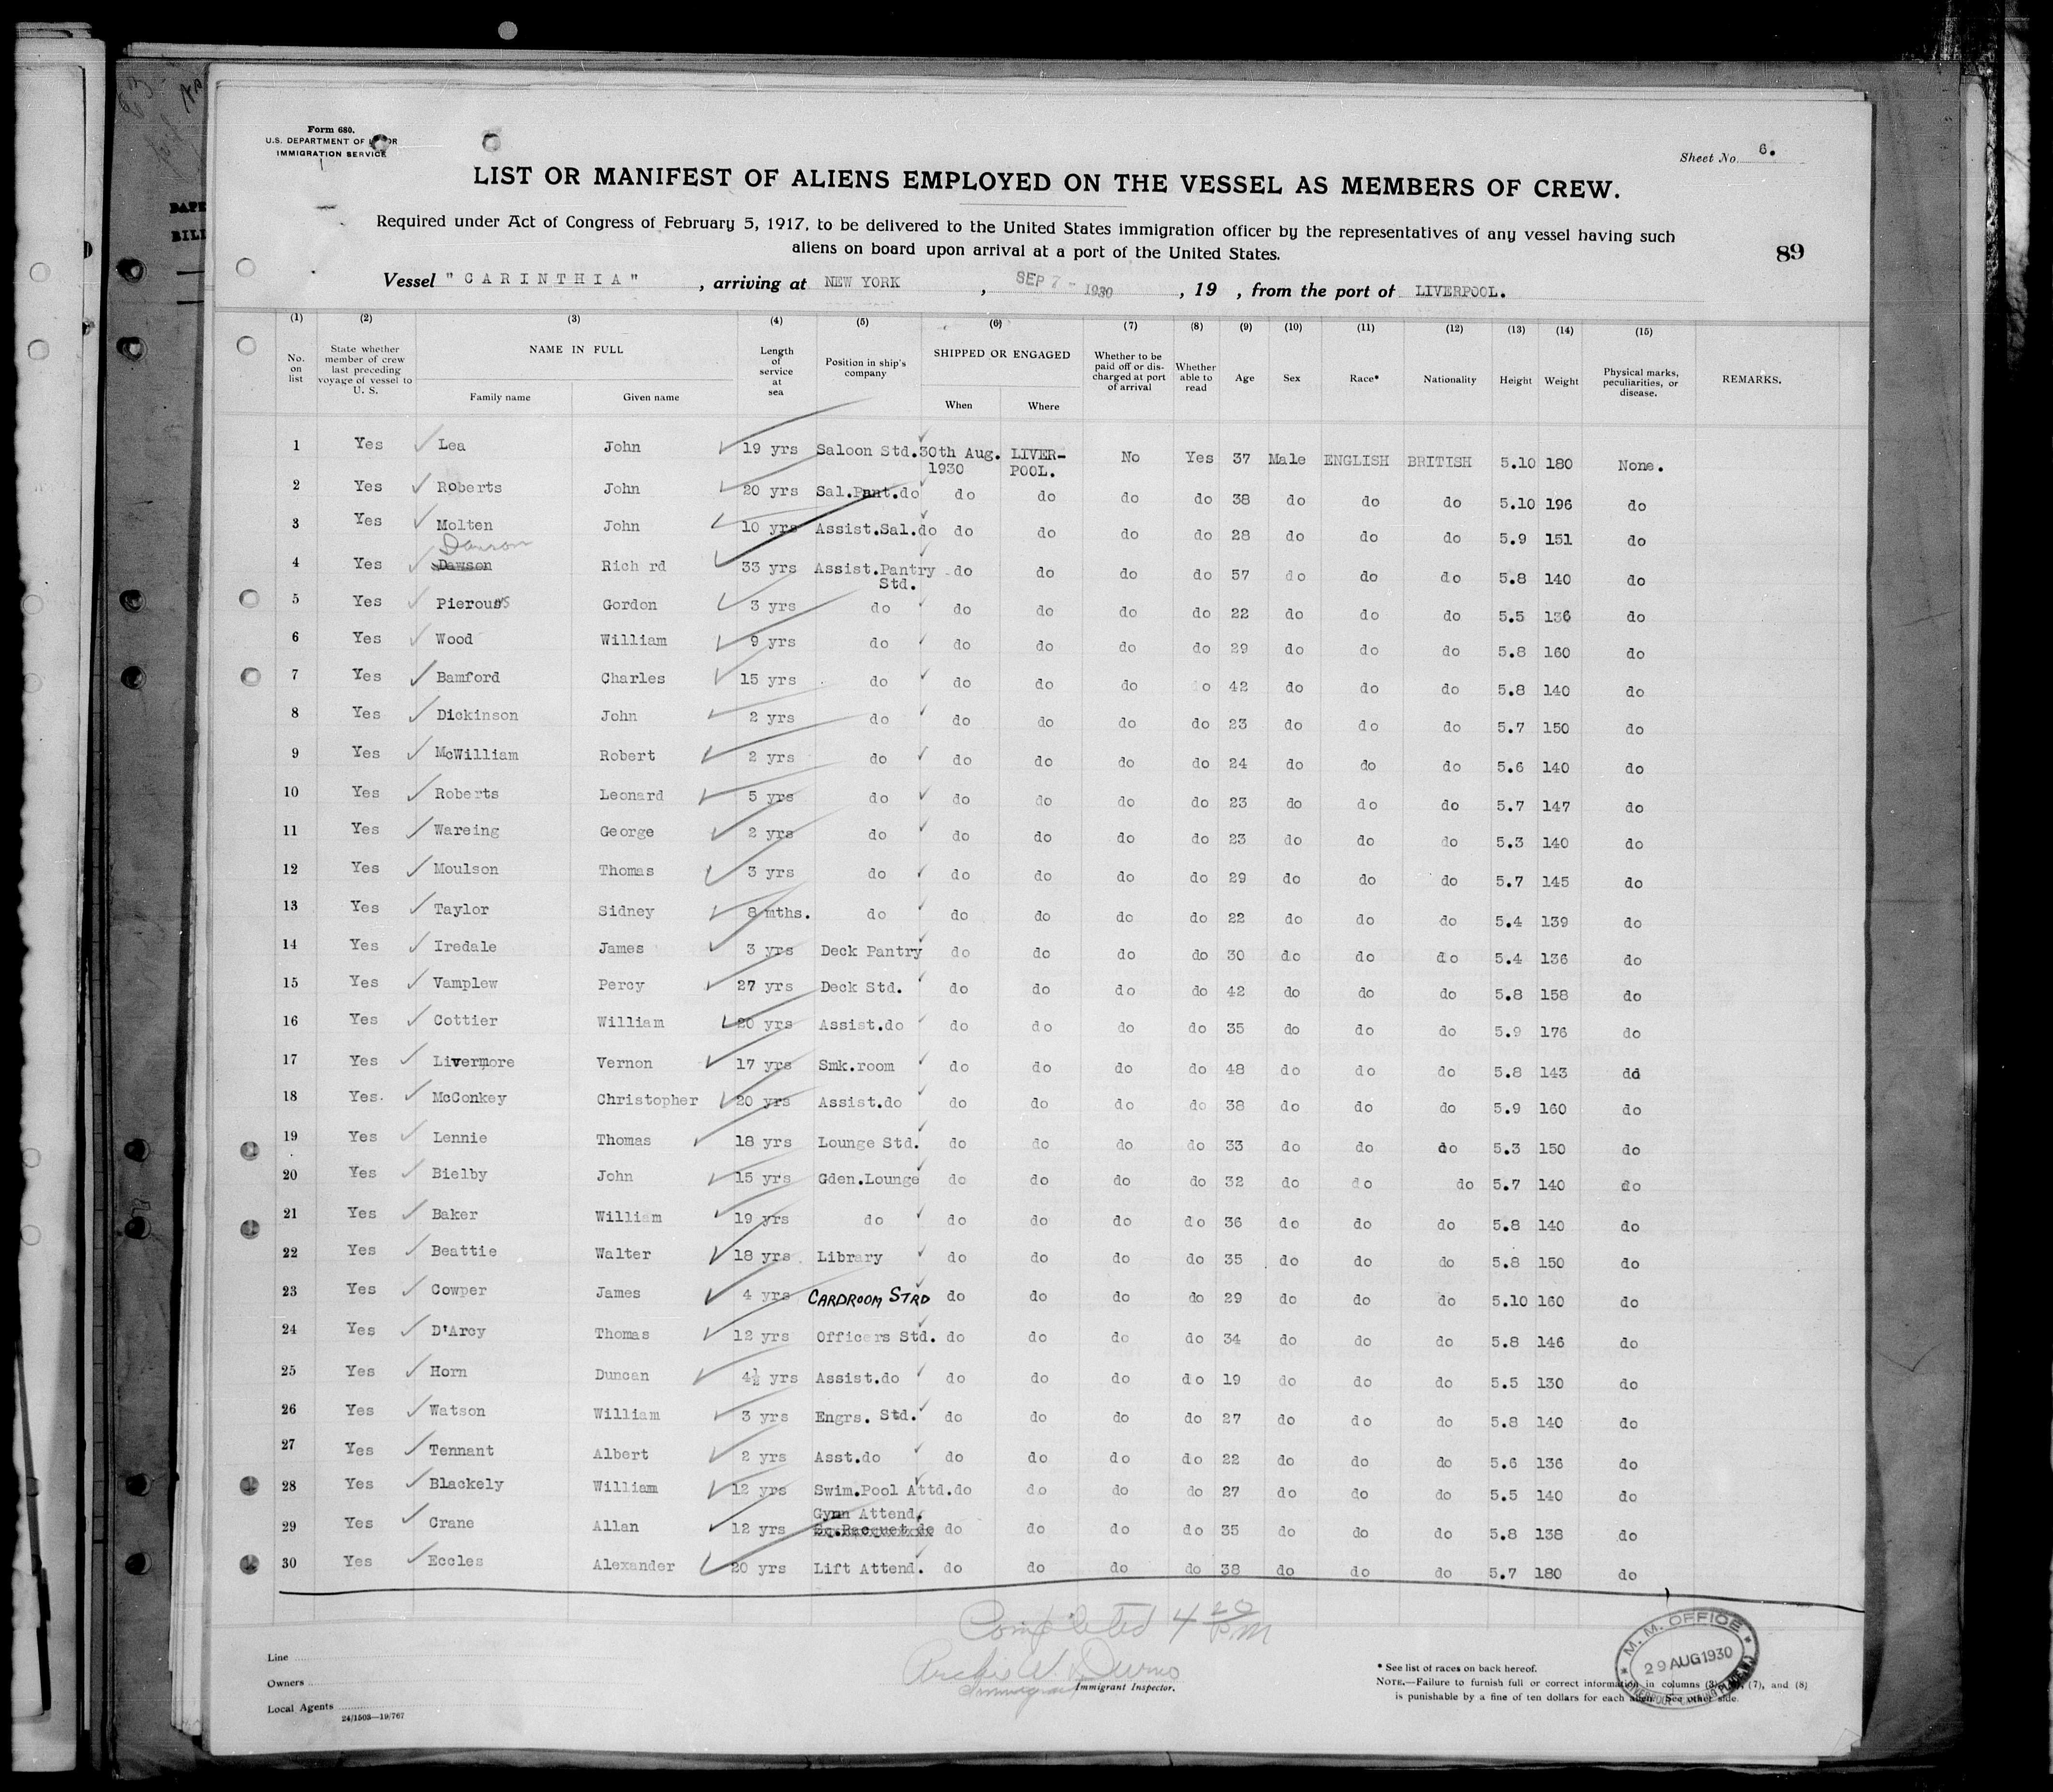 Form 680.
U.S. DEPARTMENT OF LABOR
IMMIGRATION SERVICE
Sheet No. 6.
LIST OR MANIFEST OF ALIENS EMPLOYED ON THE VESSEL AS MEMBERS OF CREW.
Required under Act of Congress of February 5, 1917, to be delivered to the United States immigration officer by the representatives of any vessel having such
aliens on board upon arrival at a port of the United States.
89
Vessel "CARINTHIA", arriving at NEW YORK, SEP 7 - 1930, 19 , from the port of LIVERPOOL.
(1) (2) (3) (4) (5) (6) (7) (8) (9) (10) (11) (12) (13) (14) (15)
No. on list State whether member of crew last preceding voyage of vessel to U. S. NAME IN FULL Family name Given name Length of service at sea Position in ship's company SHIPPED OR ENGAGED When Where Whether to be paid off or discharged at port of arrival Whether able to read Age Sex Race* Nationality Height Weight Physical marks, peculiarities, or disease. REMARKS.
1 Yes Lea John 19 yrs Saloon Std. 30th Aug. 1930 LIVERPOOL. No Yes 37 Male ENGLISH BRITISH 5.10 180 None.
2 Yes Roberts John 20 yrs Sal.Pant.do do do do do 38 do do do 5.10 196 do
3 Yes Molten John 10 yrs Assist.Sal.do do do do do 28 do do do 5.9 151 do
Dawson
4 Yes Dawson Rich rd 33 yrs Assist.Pantry Std. do do do do 57 do do do 5.8 140 do
5 Yes Pierous Gordon 3 yrs do do do do do 22 do do do 5.5 136 do
6 Yes Wood William 9 yrs do do do do do 29 do do do 5.8 160 do
7 Yes Bamford Charles 15 yrs do do do do o 42 do do do 5.8 140 do
8 Yes Dickinson John 2 yrs do do do do do 23 do do do 5.7 150 do
9 Yes McWilliam Robert 2 yrs do do do do do 24 do do do 5.6 140 do
10 Yes Roberts Leonard 5 yrs do do do do do 23 do do do 5.7 147 do
11 Yes Wareing George 2 yrs do do do do do 23 do do do 5.3 140 do
12 Yes Moulson Thomas 3 yrs do do do do do 29 do do do 5.7 145 do
13 Yes Taylor Sidney 8 mths. do do do do do 22 do do do 5.4 139 do
14 Yes Iredale James 3 yrs Deck Pantry do do do do 30 do do do 5.4 136 do
15 Yes Vamplew Percy 27 yrs Deck Std. do do do do 42 do do do 5.8 158 do
16 Yes Cottier William 20 yrs Assist.do do do do do 35 do do do 5.9 176 do
17 Yes Livermore Vernon 17 yrs Smk.room do do do do 48 do do do 5.8 143 dd
18 Yes. McConkey Christopher 20 yrs Assist.do do do do do 38 do do do 5.9 160 do
19 Yes Lennie Thomas 18 yrs Lounge Std. do do do do 33 do do do 5.3 150 do
20 Yes Bielby John 15 yrs Gden.Lounge do do do do 32 do do do 5.7 140 do
21 Yes Baker William 19 yrs do do do do do 36 do do do 5.8 140 do
22 Yes Beattie Walter 18 yrs Library do do do do 35 do do do 5.8 150 do
23 Yes Cowper James 4 yrs CARDROOM STRD do do do do 29 do do do 5.10 160 do
24 Yes D'Arcy Thomas 12 yrs Officers Std. do do do do 34 do do do 5.8 146 do
25 Yes Horn Duncan 4½ yrs Assist.do do do do do 19 do do do 5.5 130 do
26 Yes Watson William 3 yrs Engrs. Std. do do do do 27 do do do 5.8 140 do
27 Yes Tennant Albert 2 yrs Asst.do do do do do 22 do do do 5.6 136 do
28 Yes Blackely William 12 yrs Swim.Pool Attd. do do do do 27 do do do 5.5 140 do
29 Yes Crane Allan 12 yrs Gymn Attend. Sq.Racquet do do do do do 35 do do do 5.8 138 do
30 Yes Eccles Alexander 20 yrs Lift Attend. do do do do 38 do do do 5.7 180 do
Completed 4 20 PM
Line
Owners
Local Agents
24/1503—19/767
Immigrant Inspector.
M. M. OFFICE
29 AUG 1930
* See list of races on back hereof.
NOTE.—Failure to furnish full or correct information in columns (3), (7), and (8)
is punishable by a fine of ten dollars for each alien. See other side.